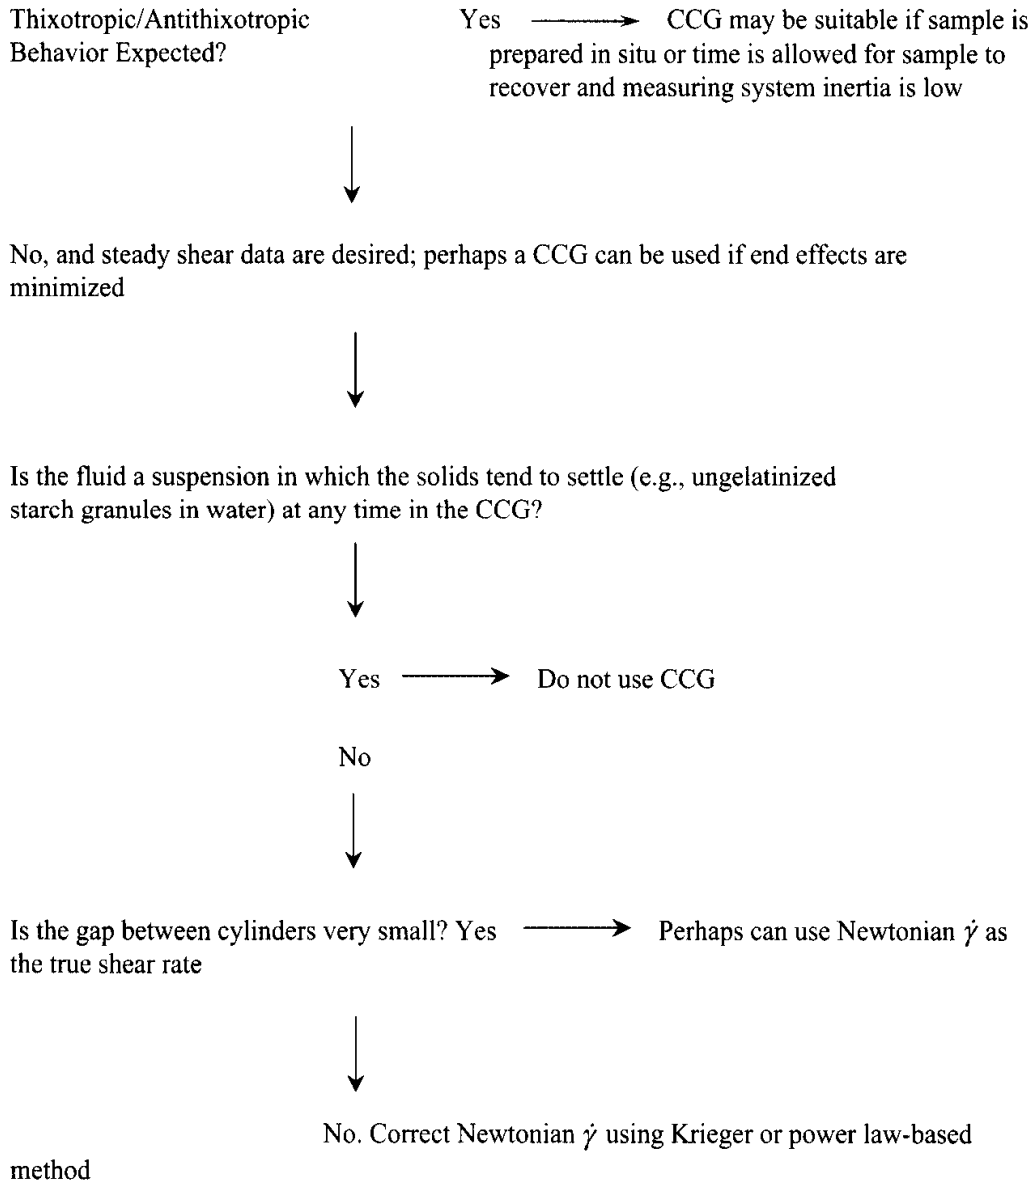 Thixotropic/Antithixotropic
Behavior Expected?
Yes
CCG may be suitable if sample is
prepared in situ or time is allowed for sample to
recover and measuring system inertia is low
No, and steady shear data are desired; perhaps a CCG can be used if end effects are
minimized
Is the fluid a suspension in which the solids tend to settle (e.g., ungelatinized
starch granules in water) at any time in the CCG?
Yes
Do not use CCG
No
Is the gap between cylinders very small? Yes
Perhaps can use Newtonian γ̇ as
the true shear rate
No. Correct Newtonian γ̇ using Krieger or power law-based
method